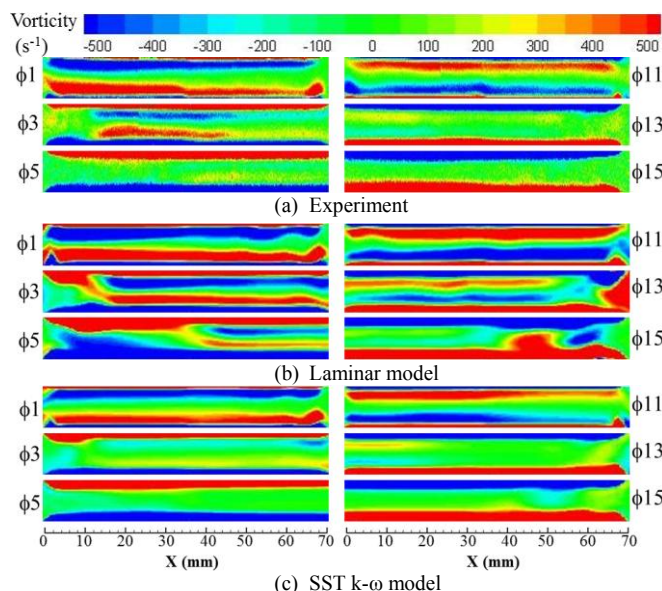 Vorticity
(s⁻¹)
-500 -400 -300 -200 -100 0 100 200 300 400 500
ϕ1 ϕ11
ϕ3 ϕ13
ϕ5 ϕ15
(a) Experiment
ϕ1 ϕ11
ϕ3 ϕ13
ϕ5 ϕ15
(b) Laminar model
ϕ1 ϕ11
ϕ3 ϕ13
ϕ5 ϕ15
0 10 20 30 40 50 60 70 0 10 20 30 40 50 60 70
X (mm) X (mm)
(c) SST k-ω model